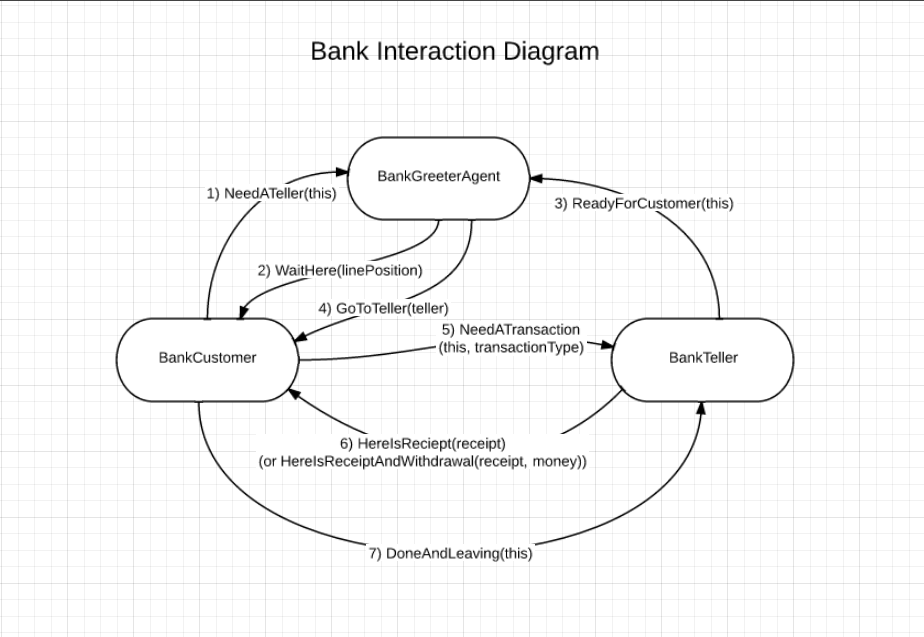 Bank Interaction Diagram
BankGreeterAgent
1) NeedATeller(this)
3) ReadyForCustomer(this)
2) WaitHere(linePosition)
4) GoToTeller(teller)
5) NeedATransaction
(this, transactionType)
BankCustomer
BankTeller
6) HereIsReciept(receipt)
(or HereIsReceiptAndWithdrawal(receipt, money))
7) DoneAndLeaving(this)